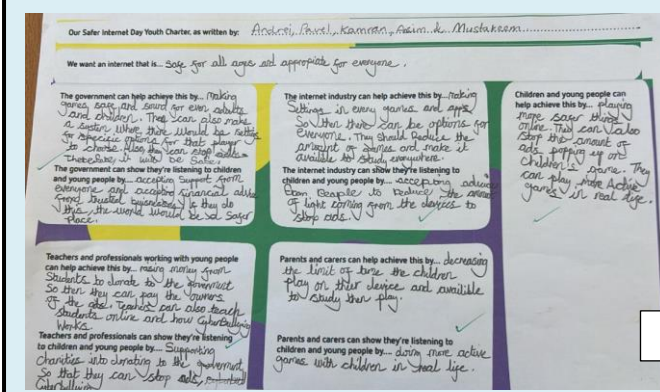 Our Safer Internet Day Youth Charter, as written by: Andrei, Pavel, Kamran, Asim & Mustakeem
We want an internet that is... Safe for all ages and appropiate for everyone.
The government can help achieve this by... Making
games safe and sound for even adults
and children. They can also make
a system where there would be settings
for specific options for that player
to choose. Also they can stop ads.
Therefore, it will be safe.
The government can show they're listening to
children and young people by... accepting support from
everyone and accepting financial advise
from trusted businesses. If they do
this, the world would be a safer
place.
The internet industry can help achieve this by... Making
Settings in every games and apps
So then there can be options for
everyone. They should Reduce the
amount of games and make it
available to study everywhere.
The internet industry can show they're listening to
children and young people by... accepting advice
from people to reduce the amount
of light coming from the devices to
stop ads.
Children and young people can
help achieve this by... playing
more safer things
online. This can also
stop the amount of
ads popping up on
children's game. They
can play more Active
games in real life.
Teachers and professionals working with young people
can help achieve this by... raising money from
Students to donate to the goverment
So then they can pay the owners
of the ads. Teachers can also teach
students online and how CyberBullying
Works.
Teachers and professionals can show they're listening
to children and young people by... Supporting
Charities into donating to the goverment
So that they can stop ads,
Cyberbullying
Parents and carers can help achieve this by... decreasing
the limit of time the children
play on their device and availible
to study then play.
Parents and carers can show they're listening to
children and young people by... doing more active
games with children in real life.